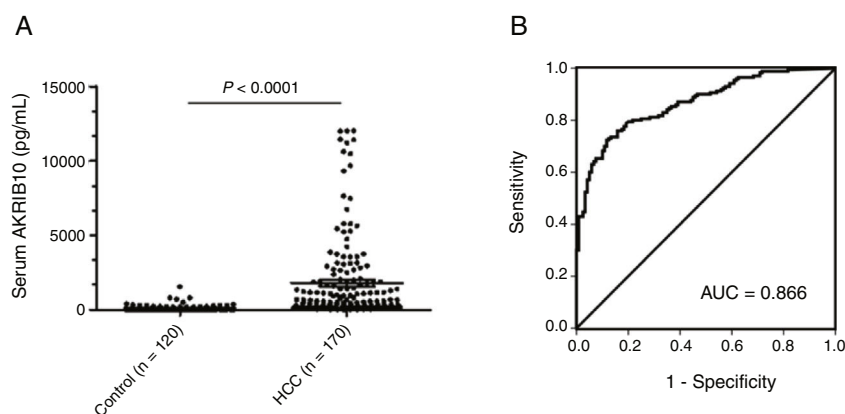 A
Serum AKRIB10 (pg/mL)
15000
10000
5000
0
P < 0.0001
Control (n = 120)
HCC (n = 170)
B
Sensitivity
1.0
0.8
0.6
0.4
0.2
0.0
AUC = 0.866
0.0 0.2 0.4 0.6 0.8 1.0
1 - Specificity